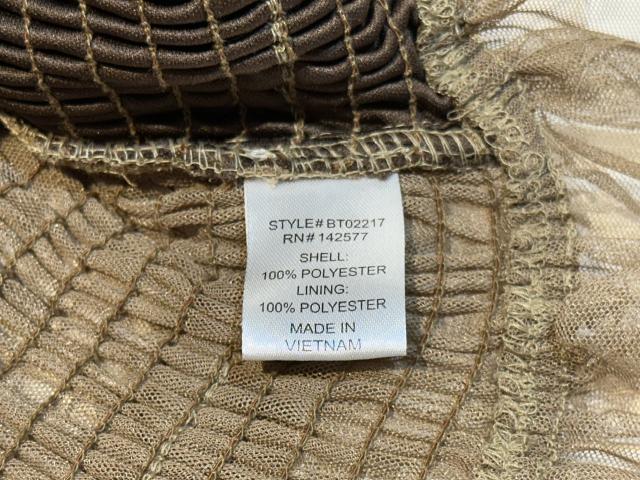 STYLE# BT02217
RN# 142577
SHELL:
100% POLYESTER
LINING:
100% POLYESTER
MADE IN
VIETNAM